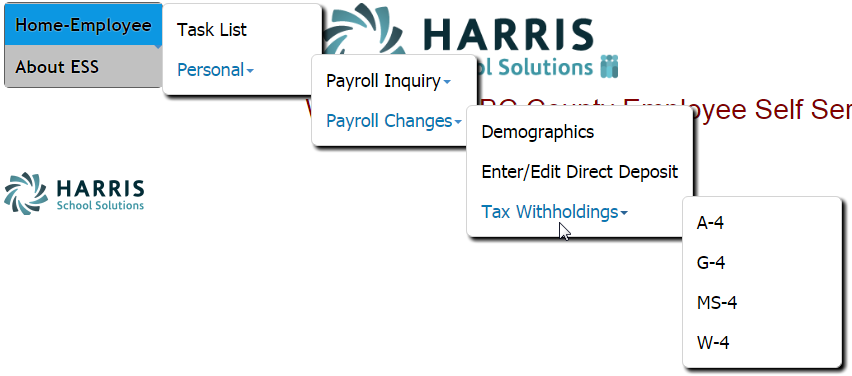 Home-Employee
About ESS
Task List
Personal
HARRIS
ool Solutions
Payroll Inquiry
Payroll Changes
County Employee Self Ser
Demographics
Enter/Edit Direct Deposit
Tax Withholdings
HARRIS
School Solutions
A-4
G-4
MS-4
W-4